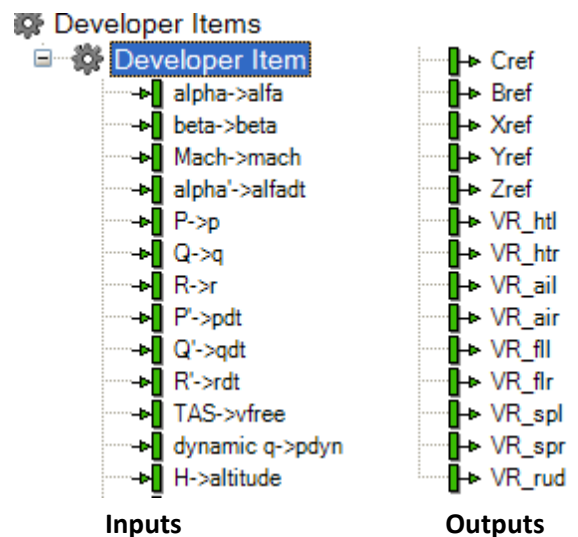 Developer Items
Developer Item
alpha->alfa
beta->beta
Mach->mach
alpha'->alfadt
P->p
Q->q
R->r
P'->pdt
Q'->qdt
R'->rdt
TAS->vfree
dynamic q->pdyn
H->altitude
Inputs
Cref
Bref
Xref
Yref
Zref
VR_htl
VR_htr
VR_ail
VR_air
VR_fll
VR_flr
VR_spl
VR_spr
VR_rud
Outputs